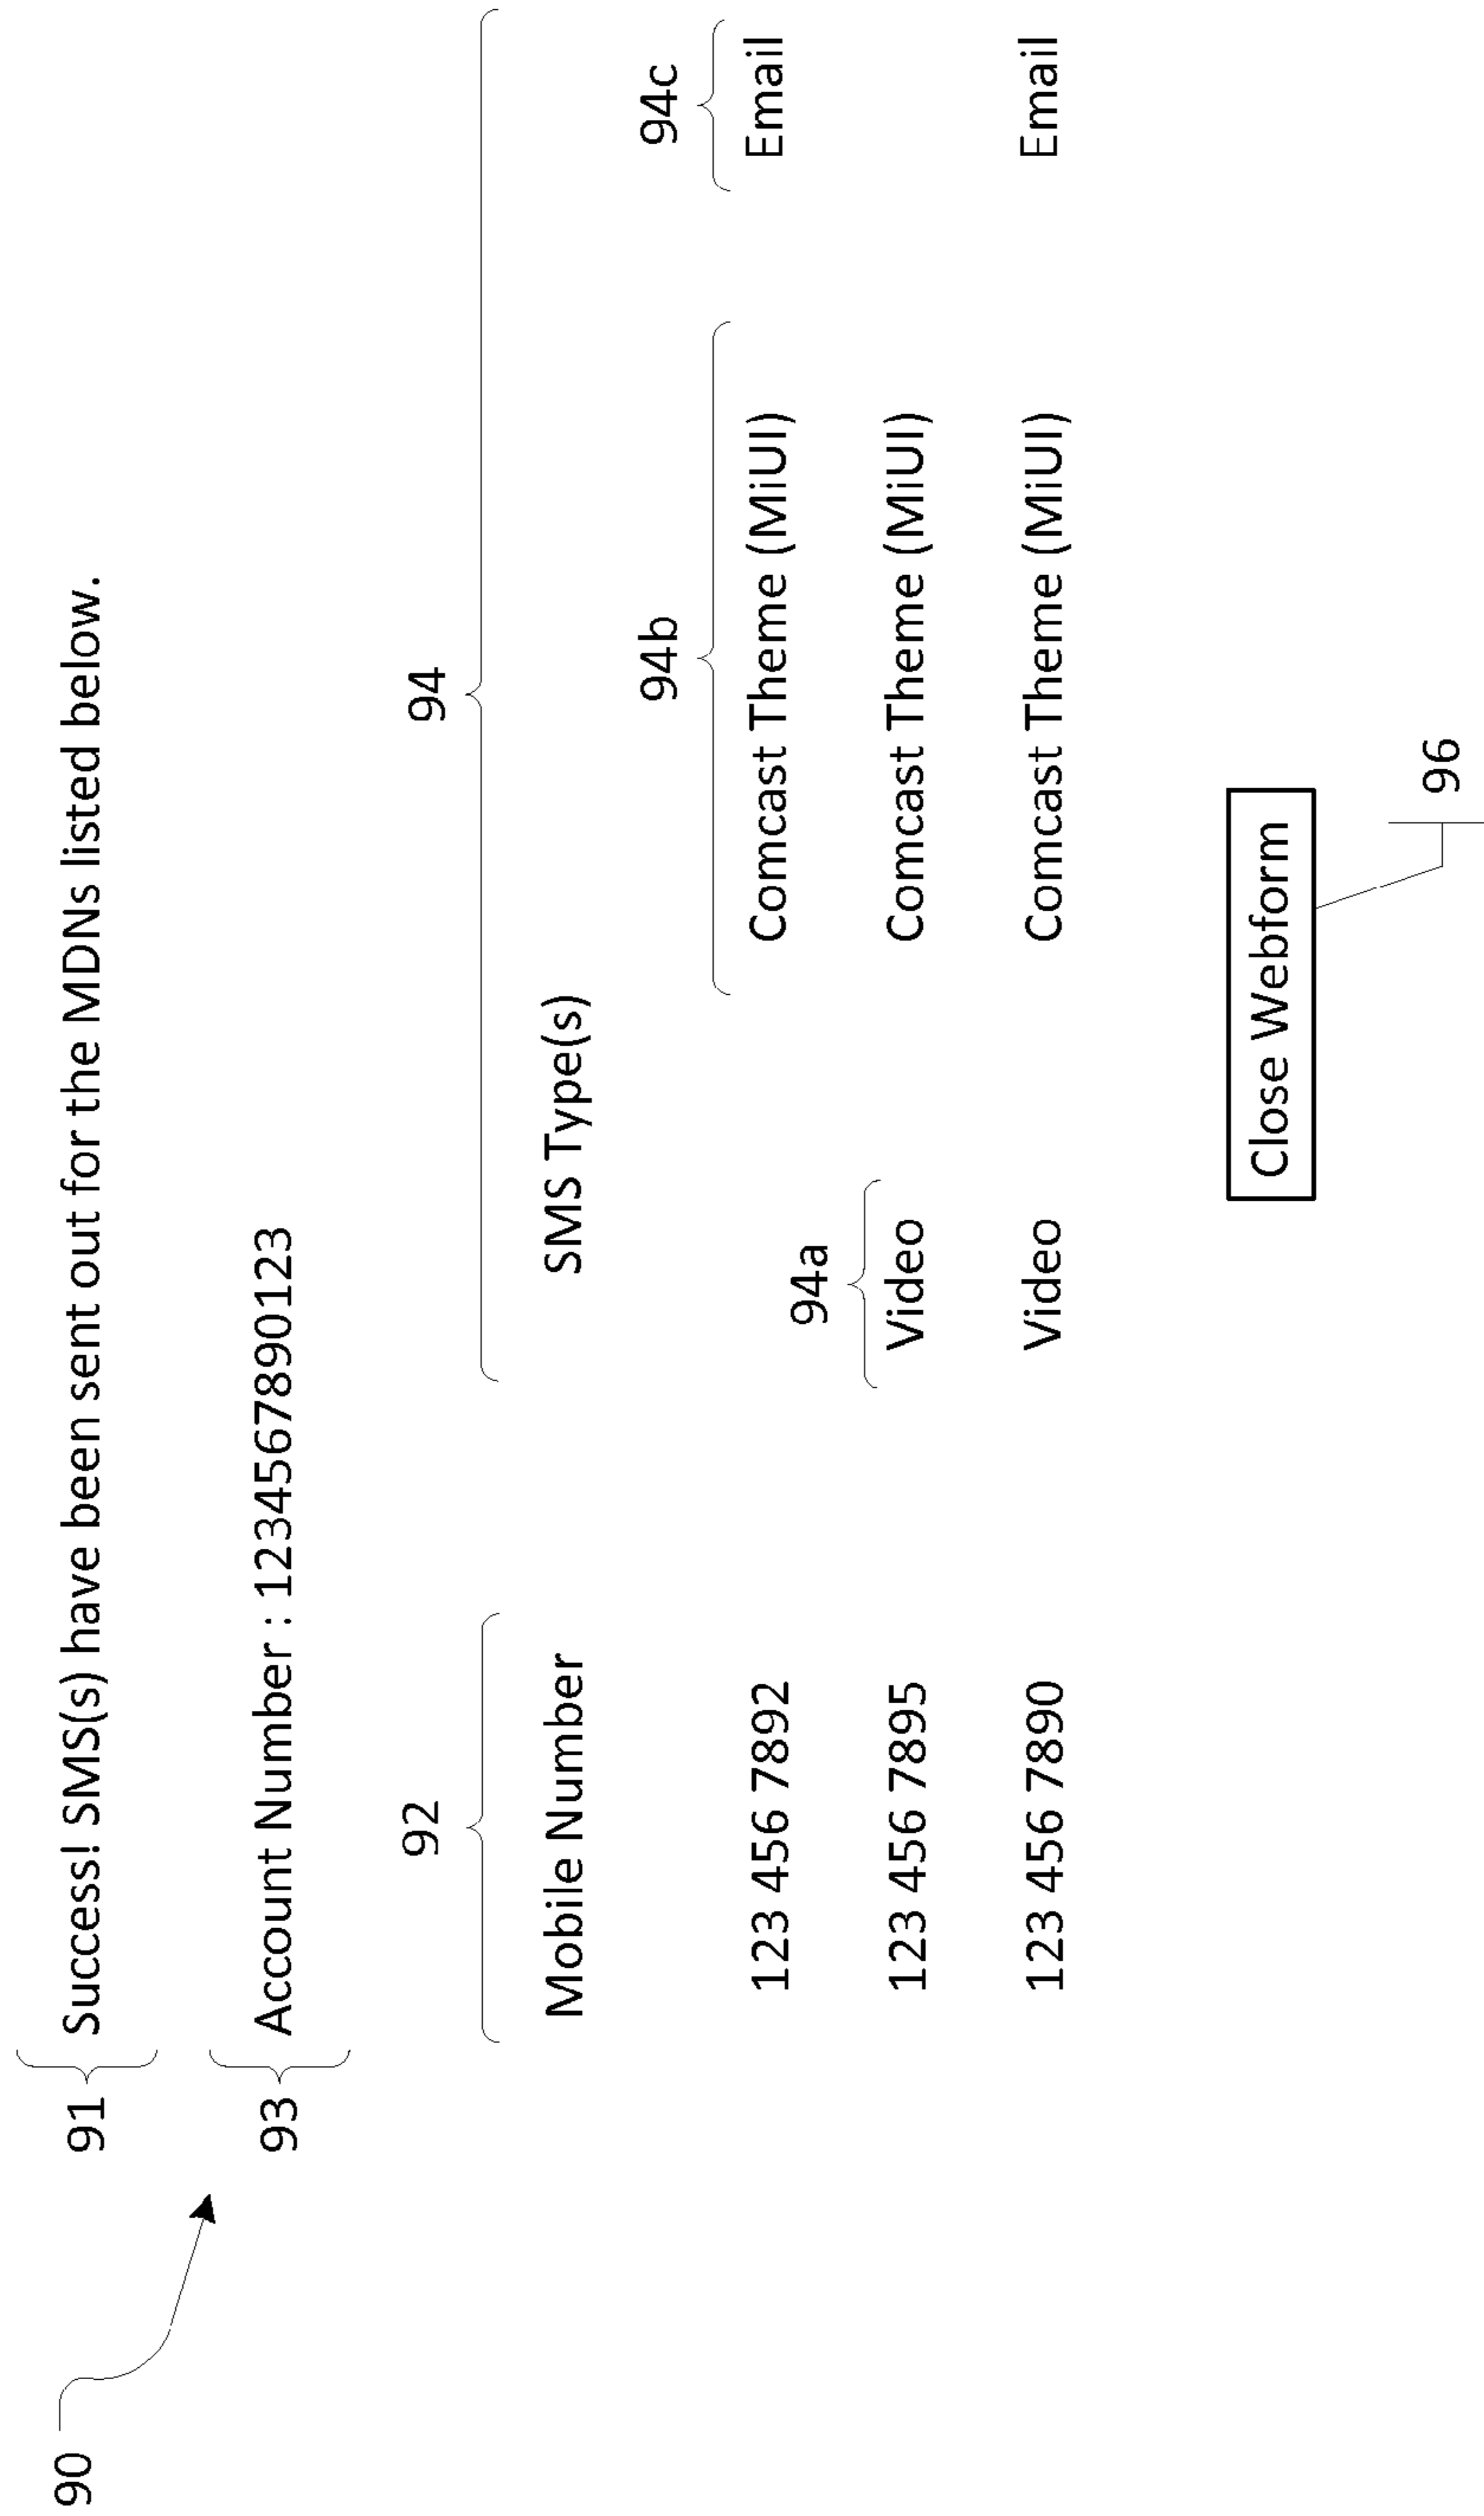 90
91 Success! SMS(s) have been sent out for the MDNs listed below.
93 Account Number : 1234567890123
92 94
Mobile Number SMS Type(s)
94b 94c
123 456 7892 Comcast Theme (MiUI) Email
94a
123 456 7895 Video Comcast Theme (MiUI)
123 456 7890 Video Comcast Theme (MiUI) Email
Close Webform
96